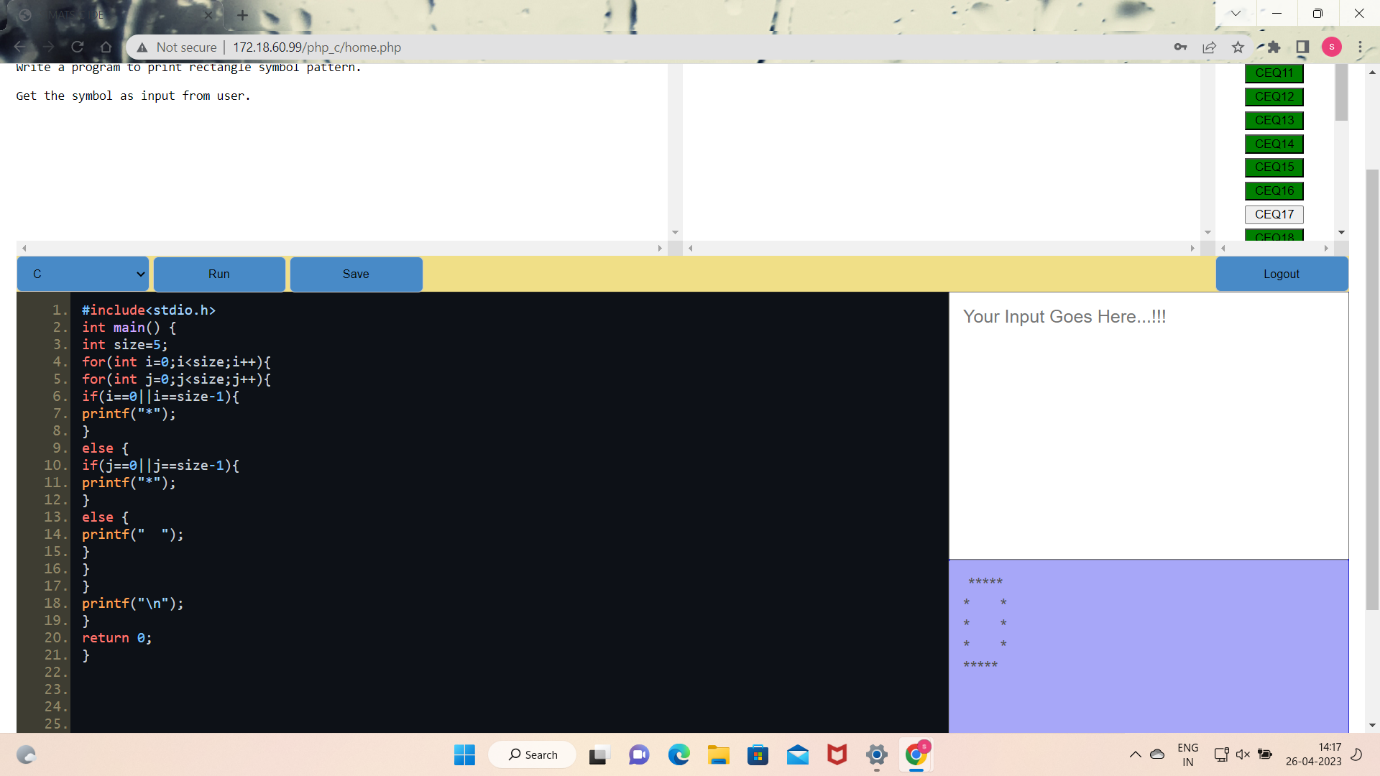 Not secure
172.18.60.99/php_c/home.php
S
Write a program to print rectangle symbol pattern.
Get the symbol as input from user.
CEQ11
CEQ12
CEQ13
CEQ14
CEQ15
CEQ16
CEQ17
CEQ18
C
Run
Save
Logout
1. #include<stdio.h>
2. int main() {
3. int size=5;
4. for(int i=0;i<size;i++){
5. for(int j=0;j<size;j++){
6. if(i==0||i==size-1){
7. printf("*");
8. }
9. else {
10. if(j==0||j==size-1){
11. printf("*");
12. }
13. else {
14. printf("  ");
15. }
16. }
17. }
18. printf("\n");
19. }
20. return 0;
21. }
22.
23.
24.
25.
Your Input Goes Here...!!!
*****
*      *
*      *
*      *
*****
Search
S
ENG
IN
14:17
26-04-2023